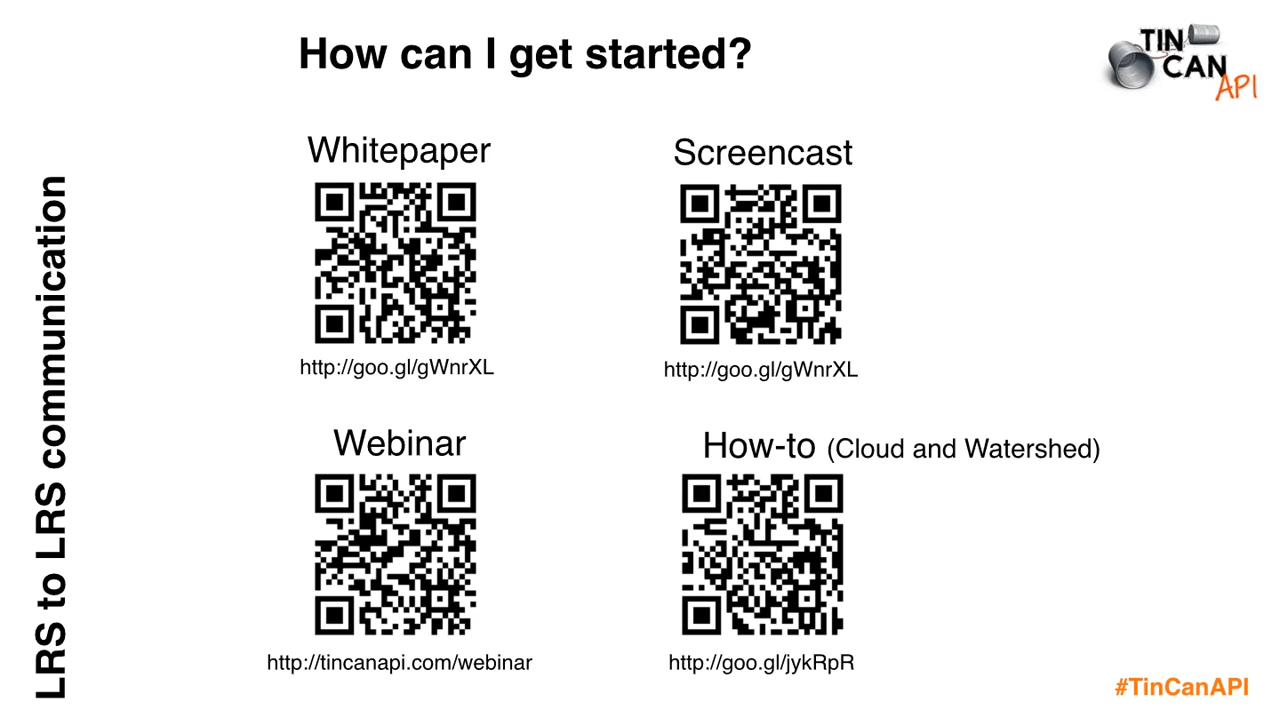 How can I get started?
TIN
CAN
API
LRS to LRS communication
Whitepaper
http://goo.gl/gWnrXL
Screencast
http://goo.gl/gWnrXL
Webinar
http://tincanapi.com/webinar
How-to (Cloud and Watershed)
http://goo.gl/jykRpR
#TinCanAPI